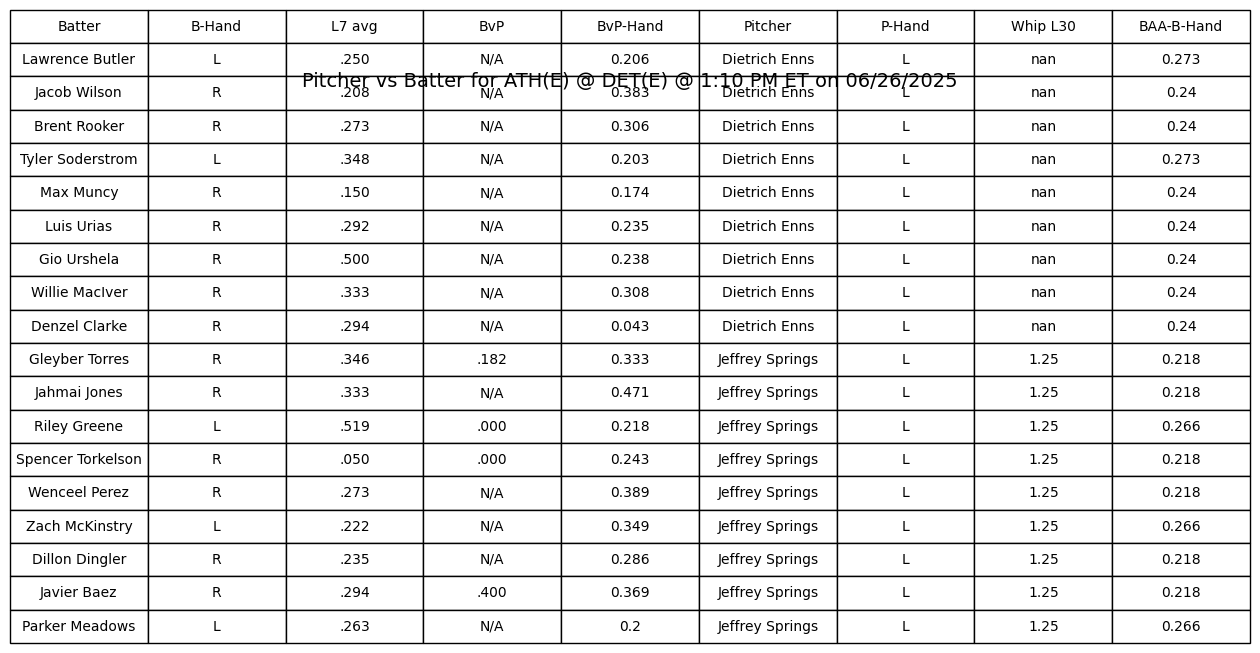 Batter B-Hand L7 avg BvP BvP-Hand Pitcher P-Hand Whip L30 BAA-B-Hand
Lawrence Butler L .250 N/A 0.206 Dietrich Enns L nan 0.273
Pitcher vs Batter for ATH(E) @ DET(E) @ 1:10 PM ET on 06/26/2025
Jacob Wilson R .208 N/A 0.383 Dietrich Enns L nan 0.24
Brent Rooker R .273 N/A 0.306 Dietrich Enns L nan 0.24
Tyler Soderstrom L .348 N/A 0.203 Dietrich Enns L nan 0.273
Max Muncy R .150 N/A 0.174 Dietrich Enns L nan 0.24
Luis Urias R .292 N/A 0.235 Dietrich Enns L nan 0.24
Gio Urshela R .500 N/A 0.238 Dietrich Enns L nan 0.24
Willie MacIver R .333 N/A 0.308 Dietrich Enns L nan 0.24
Denzel Clarke R .294 N/A 0.043 Dietrich Enns L nan 0.24
Gleyber Torres R .346 .182 0.333 Jeffrey Springs L 1.25 0.218
Jahmai Jones R .333 N/A 0.471 Jeffrey Springs L 1.25 0.218
Riley Greene L .519 .000 0.218 Jeffrey Springs L 1.25 0.266
Spencer Torkelson R .050 .000 0.243 Jeffrey Springs L 1.25 0.218
Wenceel Perez R .273 N/A 0.389 Jeffrey Springs L 1.25 0.218
Zach McKinstry L .222 N/A 0.349 Jeffrey Springs L 1.25 0.266
Dillon Dingler R .235 N/A 0.286 Jeffrey Springs L 1.25 0.218
Javier Baez R .294 .400 0.369 Jeffrey Springs L 1.25 0.218
Parker Meadows L .263 N/A 0.2 Jeffrey Springs L 1.25 0.266